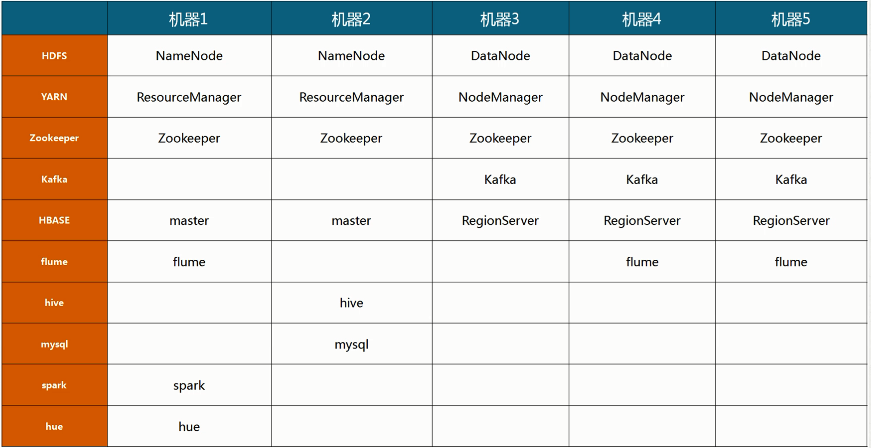 机器1 机器2 机器3 机器4 机器5
HDFS NameNode NameNode DataNode DataNode DataNode
YARN ResourceManager ResourceManager NodeManager NodeManager NodeManager
Zookeeper Zookeeper Zookeeper Zookeeper Zookeeper Zookeeper
Kafka Kafka Kafka Kafka
HBASE master master RegionServer RegionServer RegionServer
flume flume flume flume
hive hive
mysql mysql
spark spark
hue hue